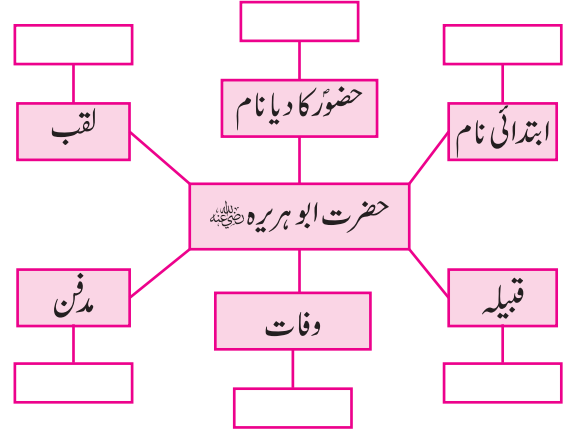 حضورؐ کا دیا نام
ابتدائی نام
لقب
حضرت ابو ہریرہ رضی اللہ عنہ
قبیلہ
وفات
مدفن